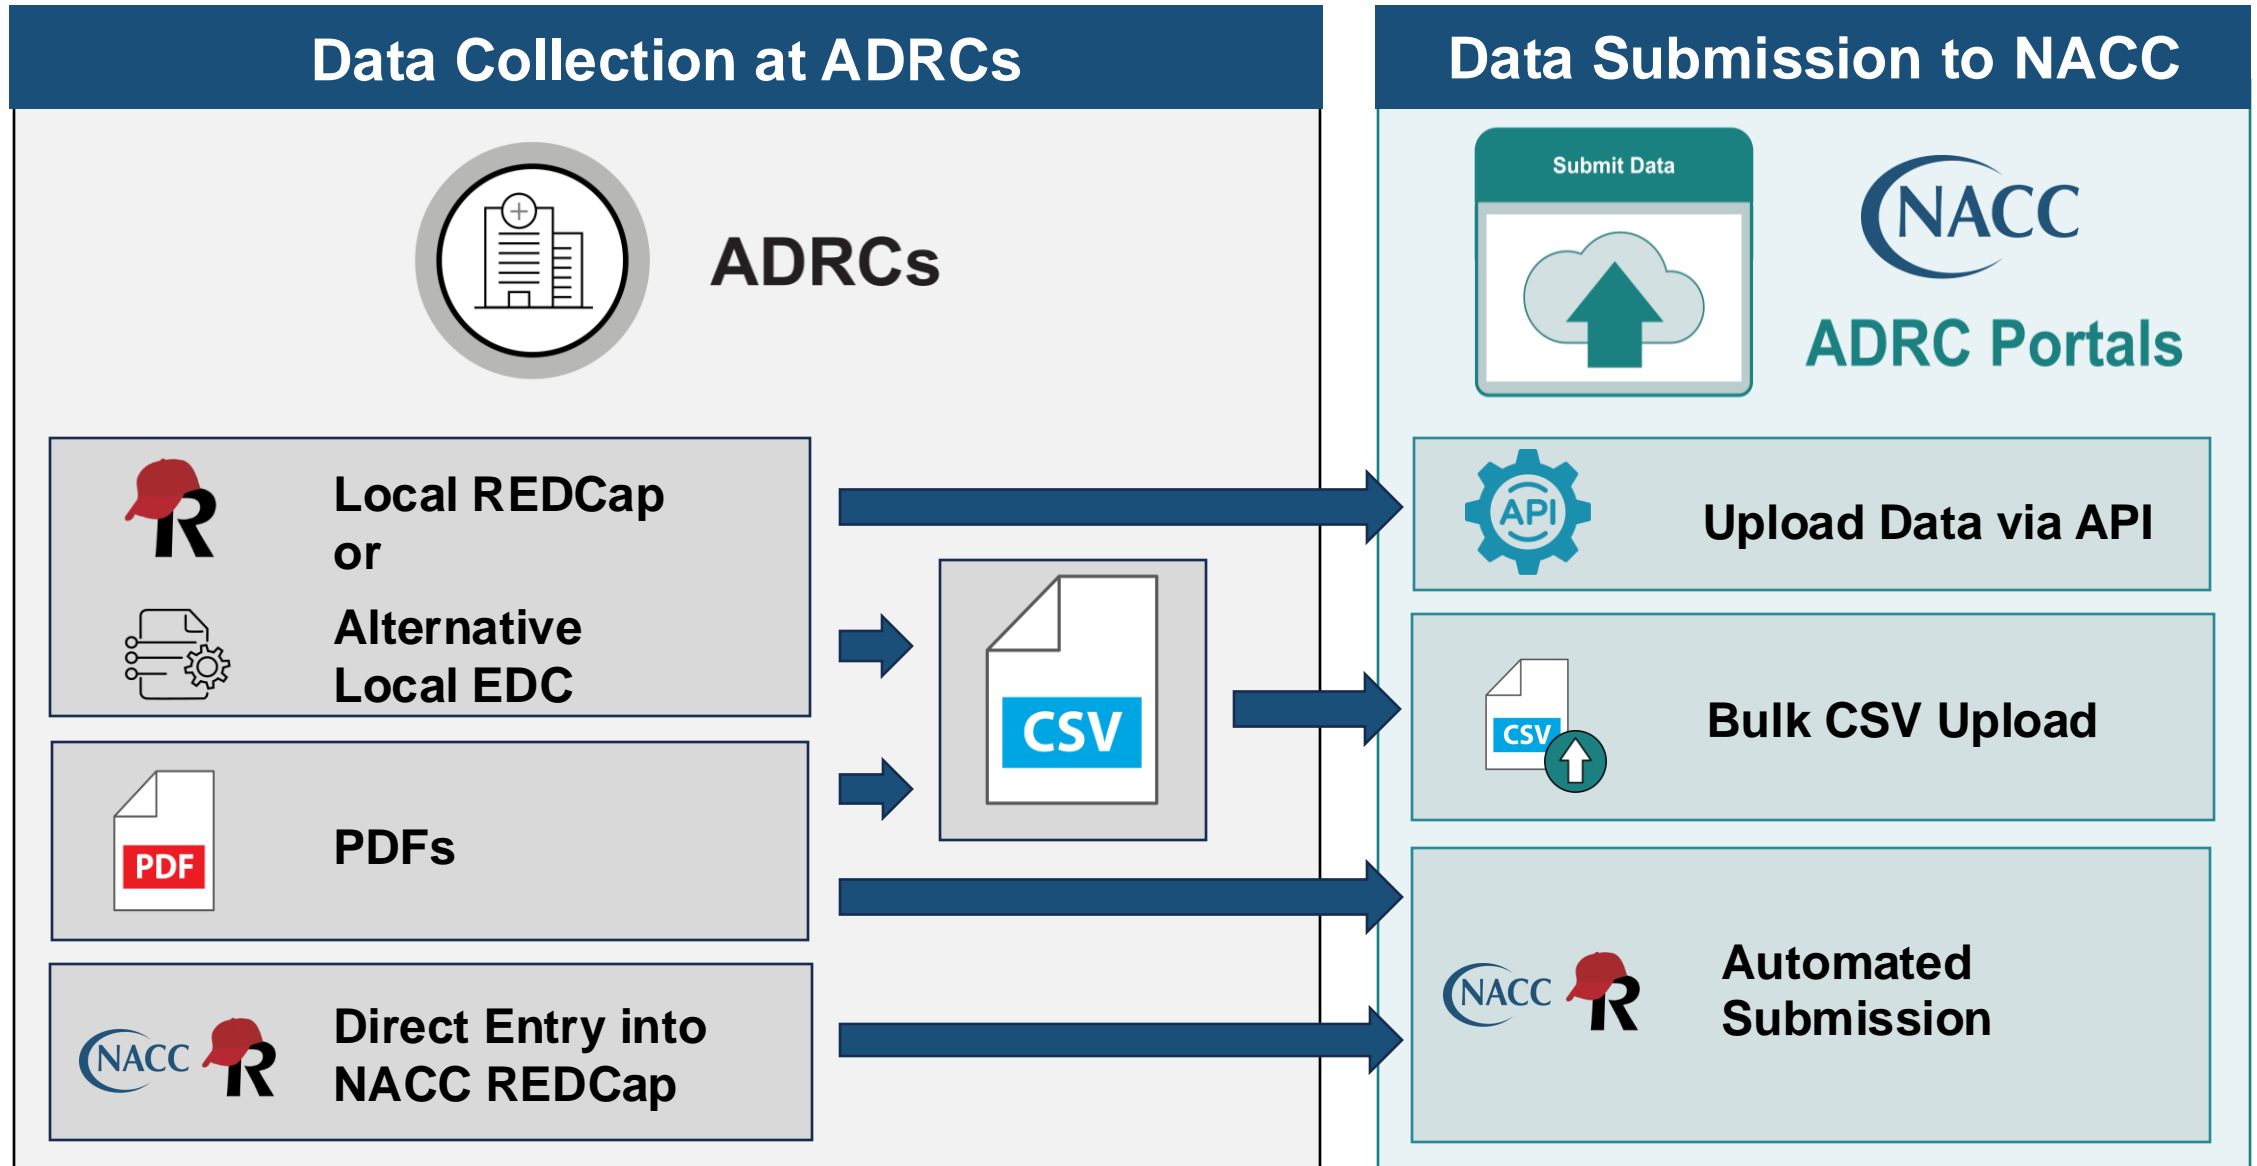 Data Collection at ADRCs
ADRCs
Local REDCap
or
Alternative
Local EDC
CSV
PDF
PDFs
NACC
R
R
Direct Entry into
NACC REDCap
Data Submission to NACC
Submit Data
NACC
ADRC Portals
API
Upload Data via API
CSV
Bulk CSV Upload
NACC
R
Automated
Submission